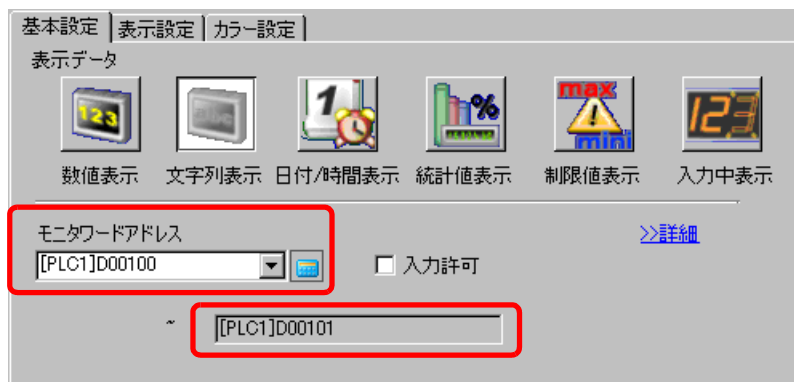 基本設定 表示設定 カラー設定
表示データ
123 ABC 1 % max mini 123
数値表示 文字列表示 日付/時間表示 統計値表示 制限値表示 入力中表示
モニタワードアドレス >>詳細
[PLC1]D00100 入力許可
~ [PLC1]D00101